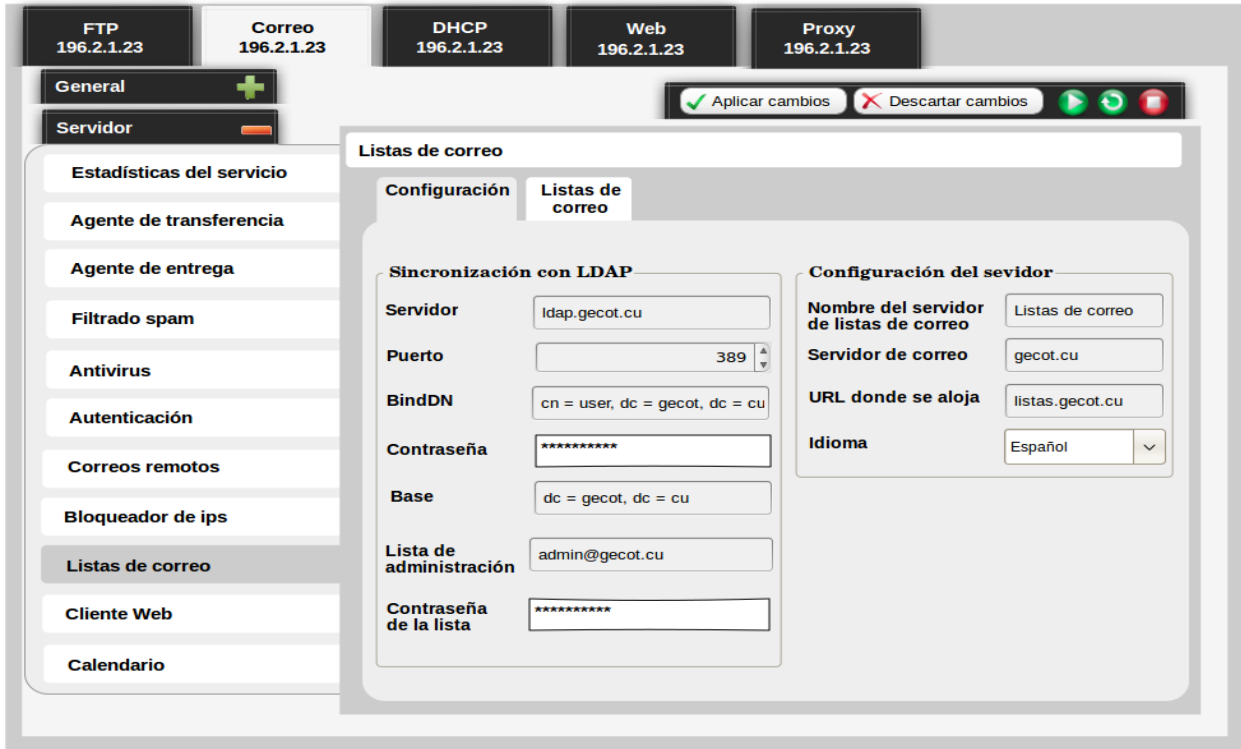 FTP
196.2.1.23
Correo
196.2.1.23
DHCP
196.2.1.23
Web
196.2.1.23
Proxy
196.2.1.23
General
Aplicar cambios
Descartar cambios
Servidor
Estadísticas del servicio
Agente de transferencia
Agente de entrega
Filtrado spam
Antivirus
Autenticación
Correos remotos
Bloqueador de ips
Listas de correo
Cliente Web
Calendario
Listas de correo
Configuración
Listas de
correo
Sincronización con LDAP
Servidor
ldap.gecot.cu
Puerto
389
BindDN
cn = user, dc = gecot, dc = cu
Contraseña
**********
Base
dc = gecot, dc = cu
Lista de
administración
admin@gecot.cu
Contraseña
de la lista
**********
Configuración del sevidor
Nombre del servidor
de listas de correo
Listas de correo
Servidor de correo
gecot.cu
URL donde se aloja
listas.gecot.cu
Idioma
Español